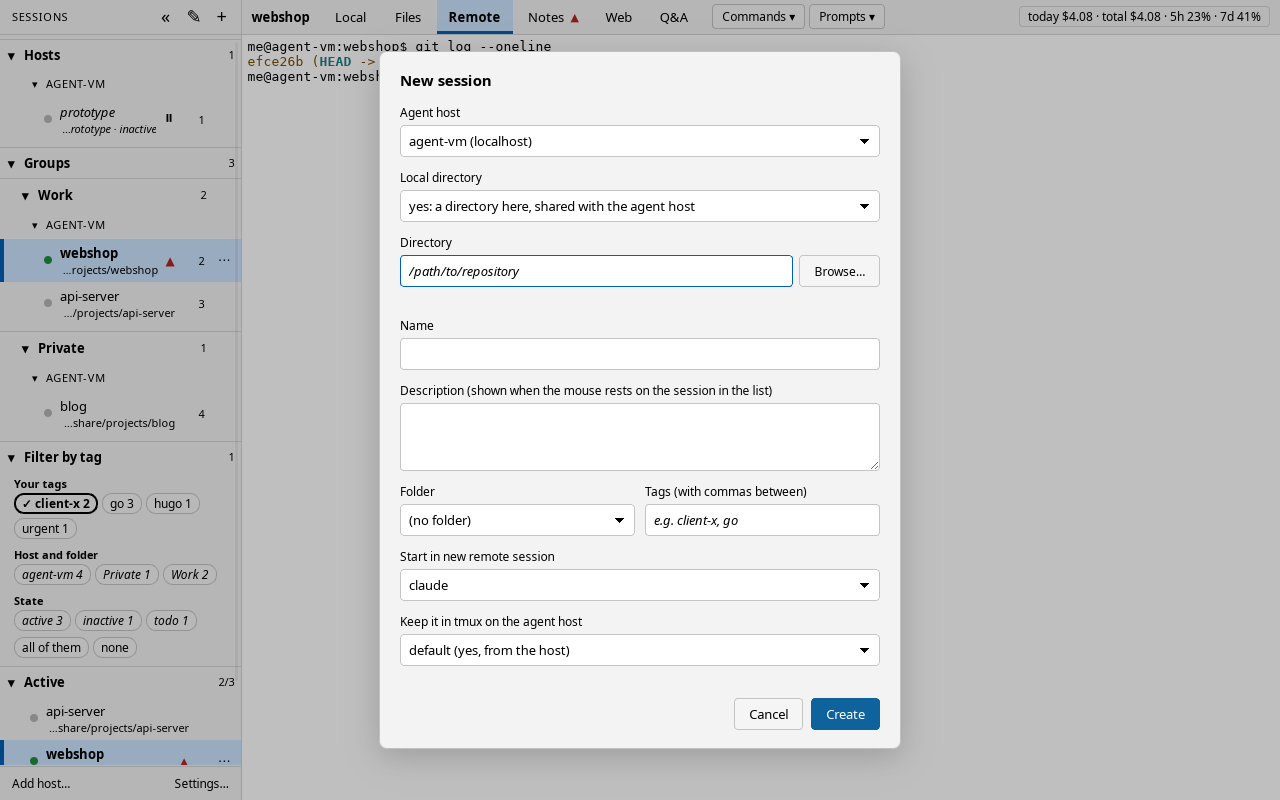 SESSIONS « ✎ +
webshop Local Files Remote Notes ▲ Web Q&A Commands ▾ Prompts ▾ today $4.08 · total $4.08 · 5h 23% · 7d 41%
▼ Hosts 1
▼ AGENT-VM
prototype ⏸ 1
...rototype · inactive
▼ Groups 3
▼ Work 2
▼ AGENT-VM
webshop ▲ 2 ...
...rojects/webshop
api-server 3
.../projects/api-server
▼ Private 1
▼ AGENT-VM
blog 4
...share/projects/blog
▼ Filter by tag 1
Your tags
✓ client-x 2 go 3 hugo 1
urgent 1
Host and folder
agent-vm 4 Private 1 Work 2
State
active 3 inactive 1 todo 1
all of them none
▼ Active 2/3
api-server
...share/projects/api-server
webshop ▲ ...
Add host... Settings...
me@agent-vm:webshop$ git log --oneline
efce26b (HEAD ->
me@agent-vm:websh
New session
Agent host
agent-vm (localhost)
Local directory
yes: a directory here, shared with the agent host
Directory
/path/to/repository Browse...
Name
Description (shown when the mouse rests on the session in the list)
Folder Tags (with commas between)
(no folder) e.g. client-x, go
Start in new remote session
claude
Keep it in tmux on the agent host
default (yes, from the host)
Cancel Create